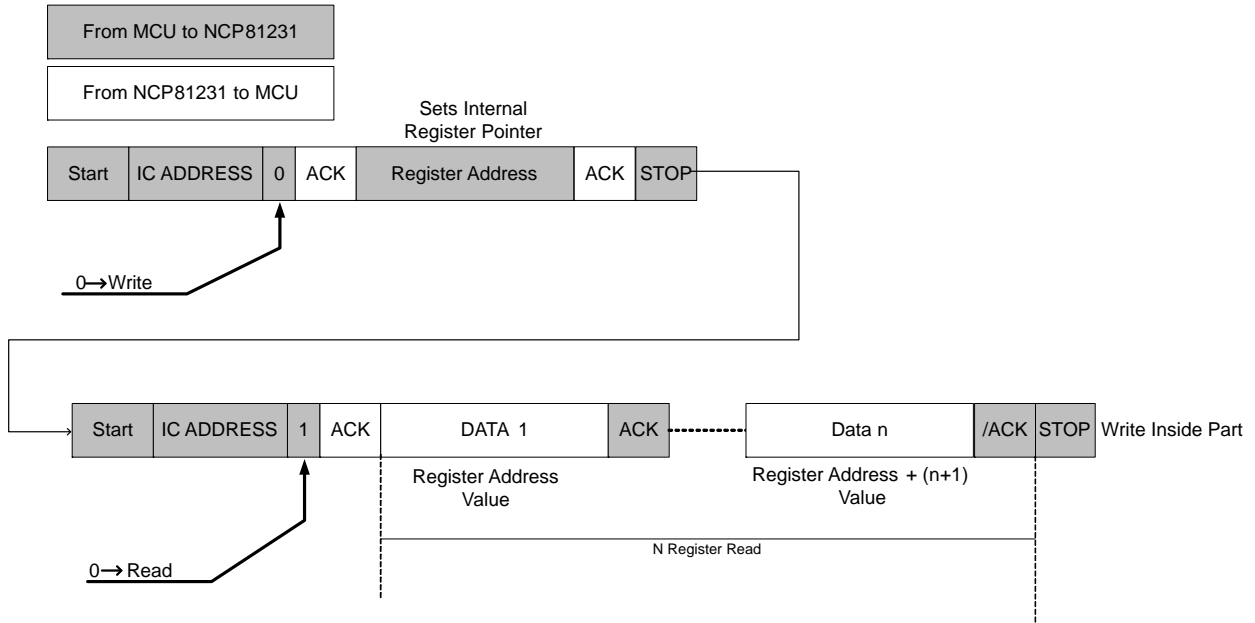 From MCU to NCP81231
From NCP81231 to MCU
Sets Internal
Register Pointer
Start IC ADDRESS 0 ACK Register Address ACK STOP
0→Write
Start IC ADDRESS 1 ACK DATA 1 ACK Data n /ACK STOP Write Inside Part
Register Address
Value
Register Address + (n+1)
Value
N Register Read
0→Read